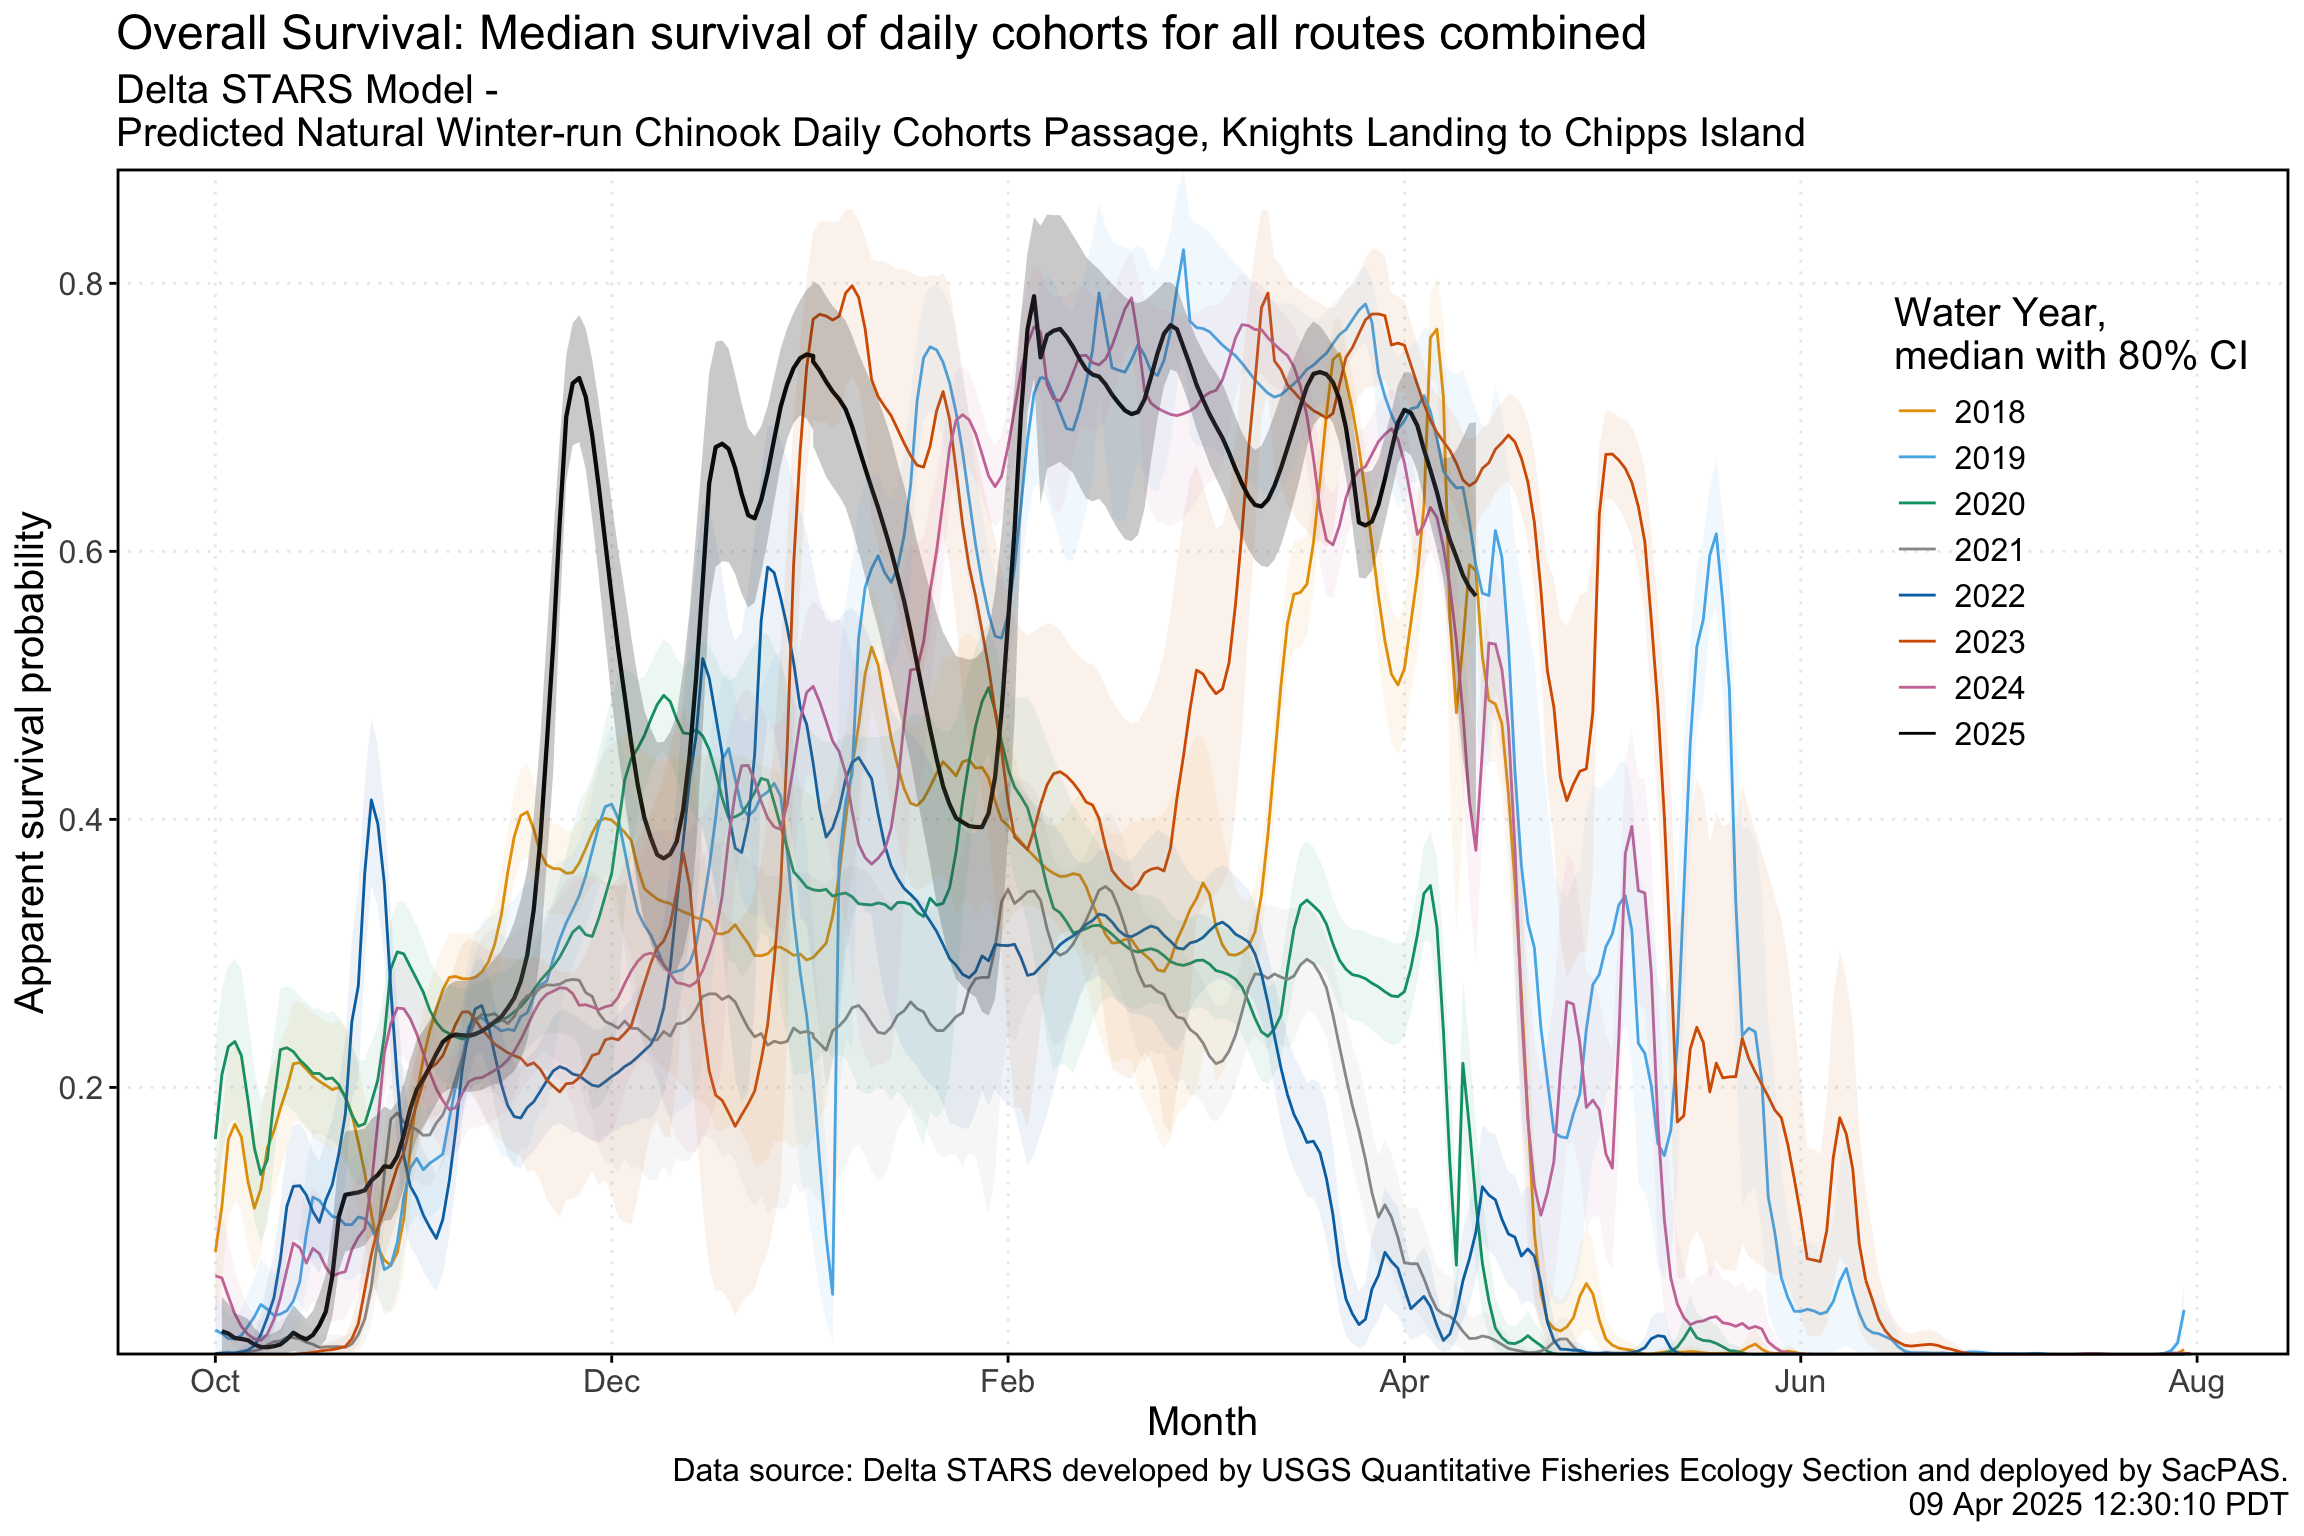 Overall Survival: Median survival of daily cohorts for all routes combined
Delta STARS Model -
Predicted Natural Winter-run Chinook Daily Cohorts Passage, Knights Landing to Chipps Island
Apparent survival probability
0.8
0.6
0.4
0.2
Water Year,
median with 80% CI
2018
2019
2020
2021
2022
2023
2024
2025
Oct Dec Feb Apr Jun Aug
Month
Data source: Delta STARS developed by USGS Quantitative Fisheries Ecology Section and deployed by SacPAS.
09 Apr 2025 12:30:10 PDT